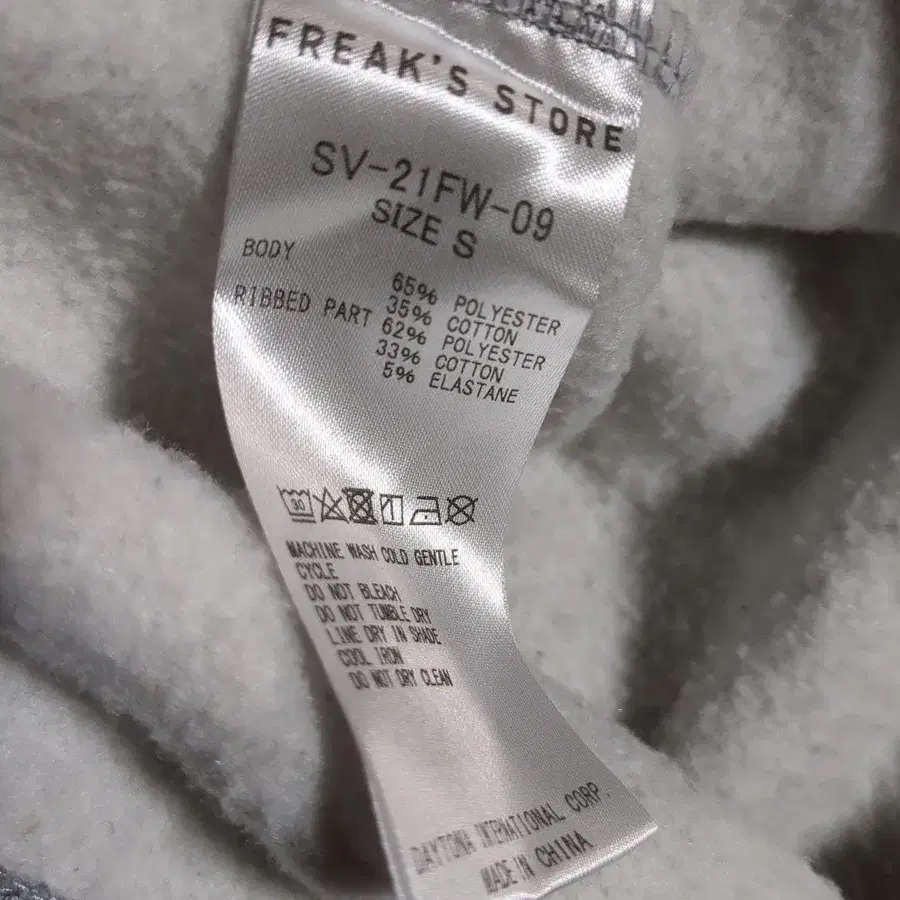 FREAK'S STORE
SV-21FW-09
SIZE S
BODY 65% POLYESTER
35% COTTON
RIBBED PART 62% POLYESTER
33% COTTON
5% ELASTANE
30
MACHINE WASH COLD GENTLE
CYCLE
DO NOT BLEACH
DO NOT TUMBLE DRY
LINE DRY IN SHADE
COOL IRON
DO NOT DRY CLEAN
DAYTONA INTERNATIONAL CORP.
MADE IN CHINA